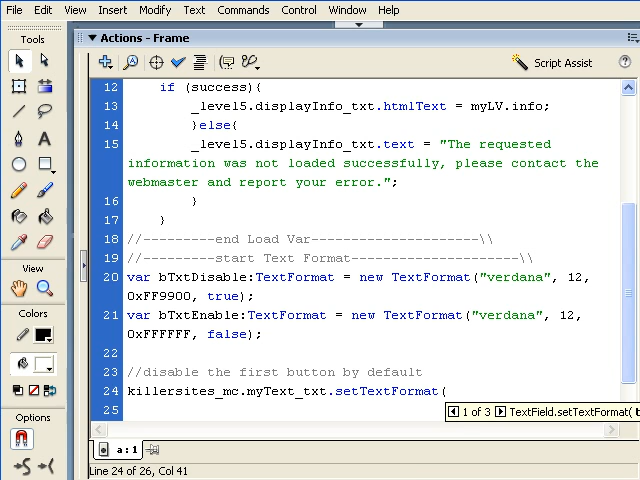 File Edit View Insert Modify Text Commands Control Window Help
Tools
Actions - Frame
Script Assist
12 if (success){
13 _level5.displayInfo_txt.htmlText = myLV.info;
14 }else{
15 _level5.displayInfo_txt.text = "The requested
information was not loaded successfully, please contact the
webmaster and report your error.";
16 }
17 }
18 //---------end Load Var---------------------\\
19 //---------start Text Format---------------------\\
20 var bTxtDisable:TextFormat = new TextFormat("verdana", 12,
0xFF9900, true);
21 var bTxtEnable:TextFormat = new TextFormat("verdana", 12,
0xFFFFFF, false);
22
23 //disable the first button by default
24 killersites_mc.myText_txt.setTextFormat(
25
1 of 3 TextField.setTextFormat( t
View
Colors
Options
a : 1
Line 24 of 26, Col 41